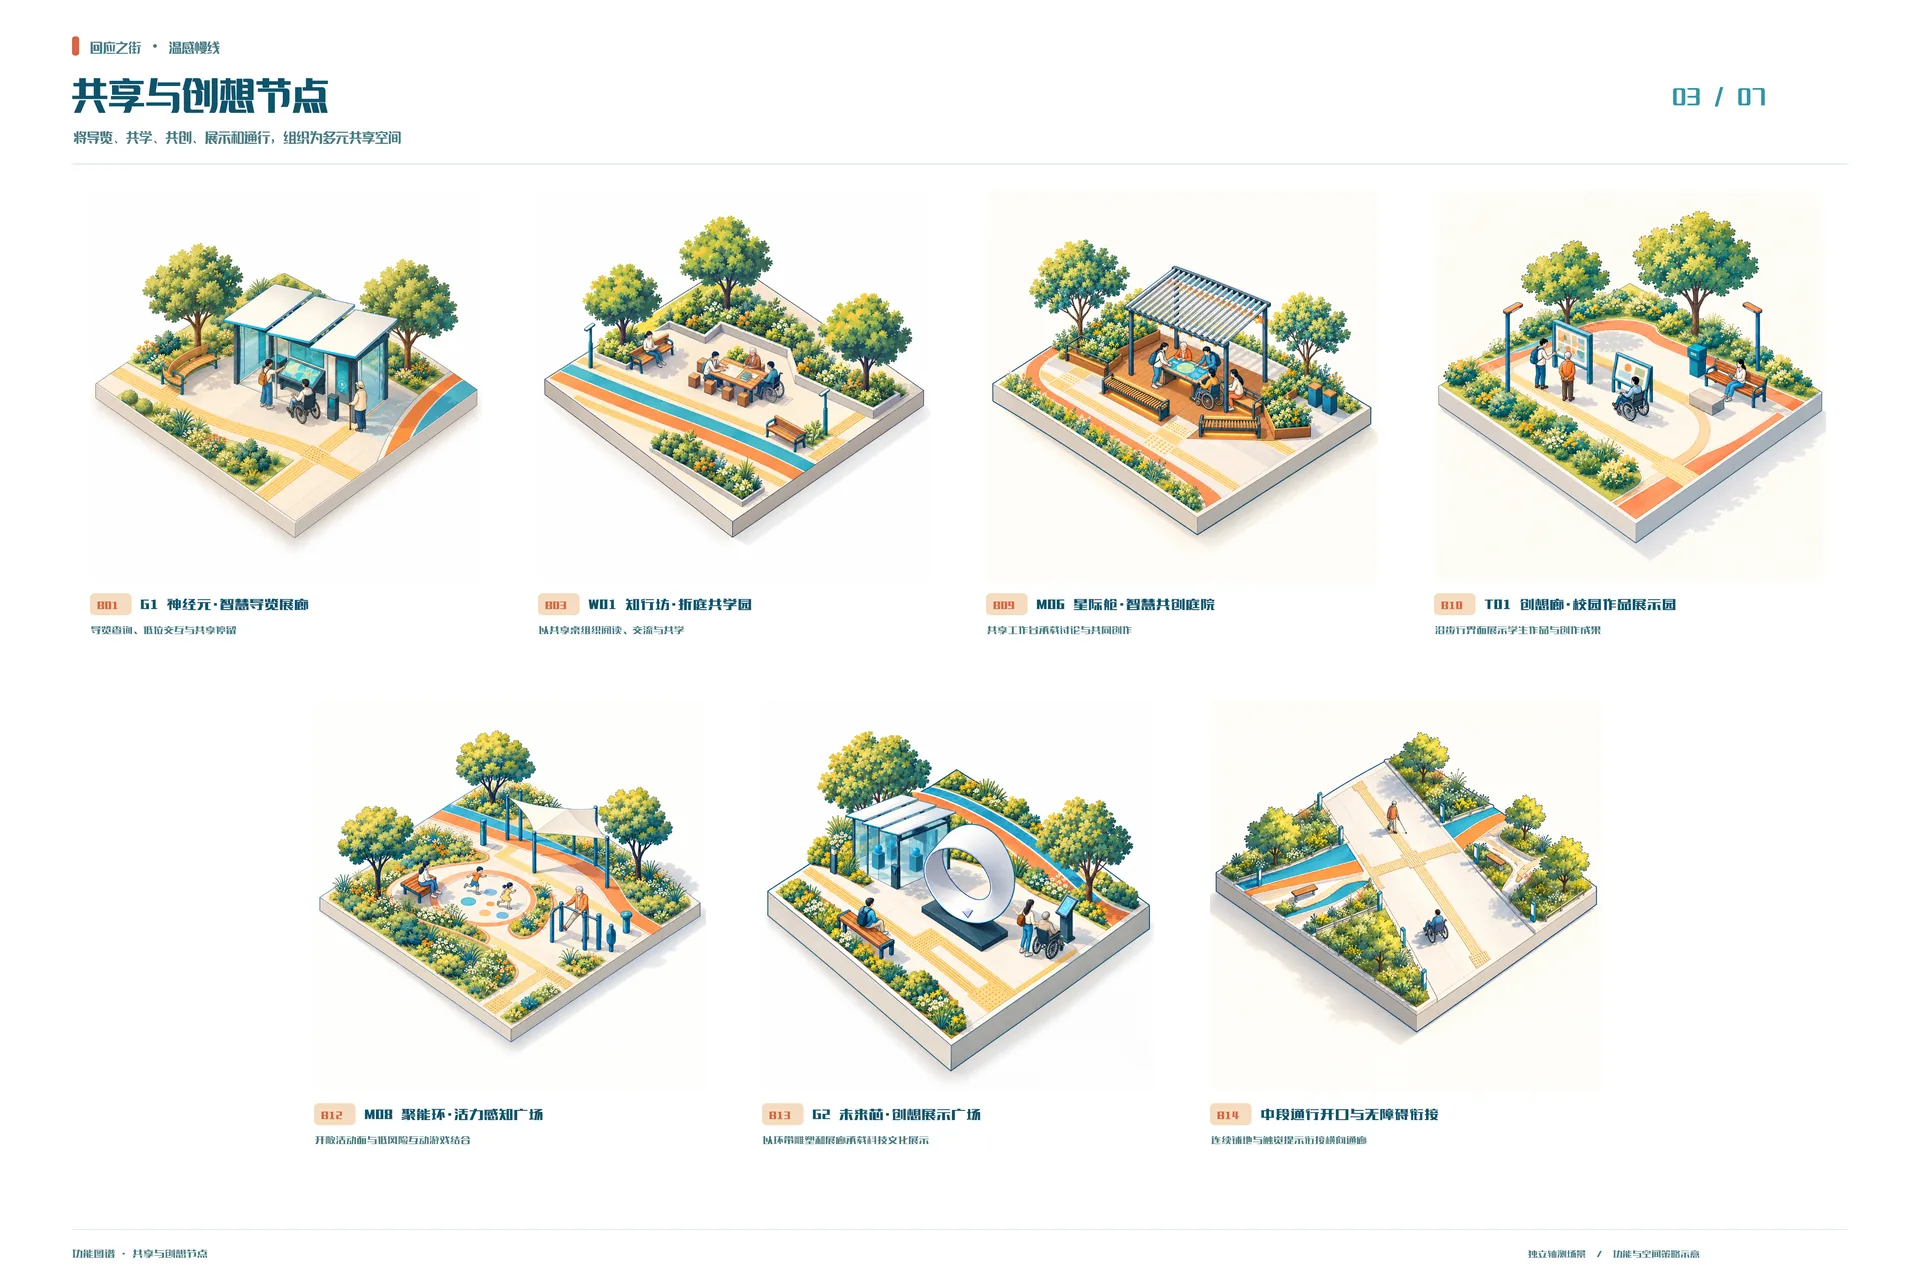 回应之街 · 温感慢线
共享与创想节点
03 / 07
将导览、共学、共创、展示和通行，组织为多元共享空间
B01 G1 神经元·智慧导览展廊
导览查询、低位交互与共享停留
B03 W01 知行坊·折庭共学园
以共享桌组织阅读、交流与共学
B09 M06 星际舱·智慧共创庭院
共享工作台承载讨论与共同创作
B10 T01 创想廊·校园作品展示园
沿步行界面展示学生作品与创作成果
B12 M08 聚能环·活力感知广场
开敞活动面与低风险互动游戏结合
B13 G2 未来芯·创想展示广场
以环带雕塑和展廊承载科技文化展示
B14 中段通行开口与无障碍衔接
连续铺地与触觉提示衔接横向通廊
功能图谱 · 共享与创想节点
独立轴测场景 / 功能与空间策略示意